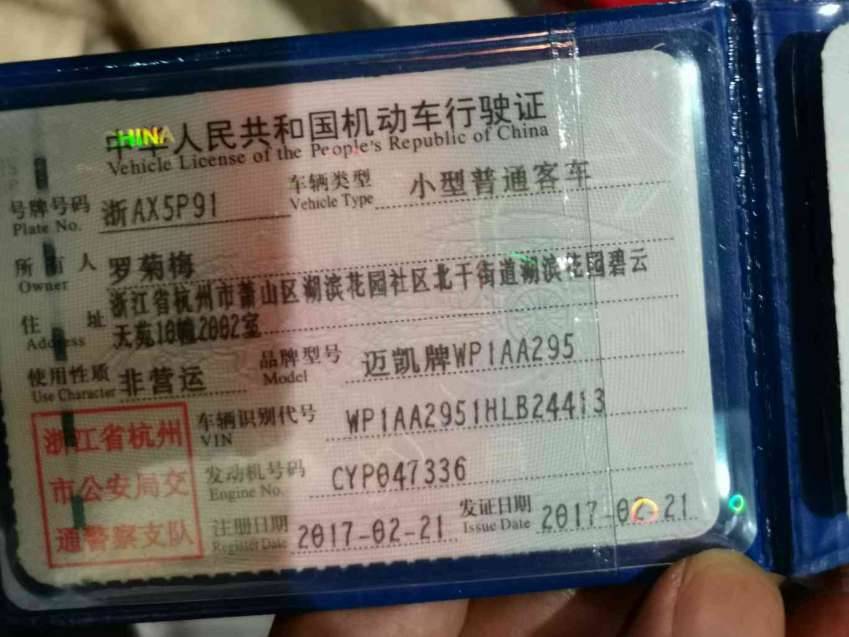 CHINA
中华人民共和国机动车行驶证
Vehicle License of the People's Republic of China
号牌号码 浙AX5P91 车辆类型 小型普通客车
Plate No. Vehicle Type
所有人 罗菊梅
Owner
住址 浙江省杭州市萧山区湖滨花园社区北干街道湖滨花园碧云
Address 天苑10幢2002室
使用性质 非营运 品牌型号 迈凯牌WP1AA295
Use Character Model
浙江省杭州 车辆识别代号 WP1AA2951HLB24413
VIN
市公安局交 发动机号码 CYP047336
Engine No.
通警察支队 注册日期 2017-02-21 发证日期 2017-02-21
Register Date Issue Date